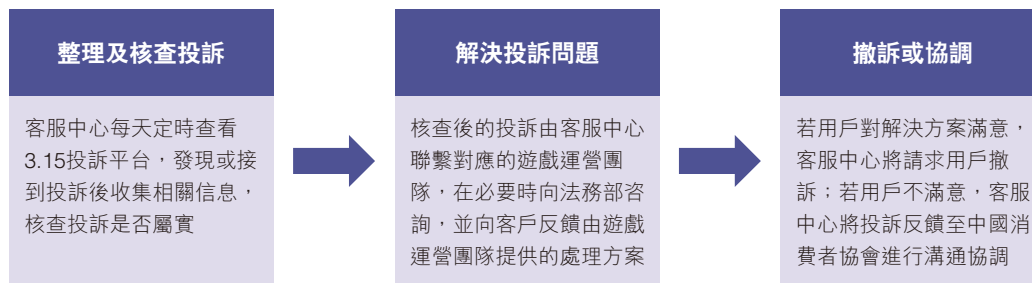 整理及核查投訴
客服中心每天定時查看
3.15投訴平台，發現或接
到投訴後收集相關信息，
核查投訴是否屬實
解決投訴問題
核查後的投訴由客服中心
聯繫對應的遊戲運營團
隊，在必要時向法務部咨
詢，並向客戶反饋由遊戲
運營團隊提供的處理方案
撤訴或協調
若用戶對解決方案滿意，
客服中心將請求用戶撤
訴；若用戶不滿意，客服
中心將投訴反饋至中國消
費者協會進行溝通協調